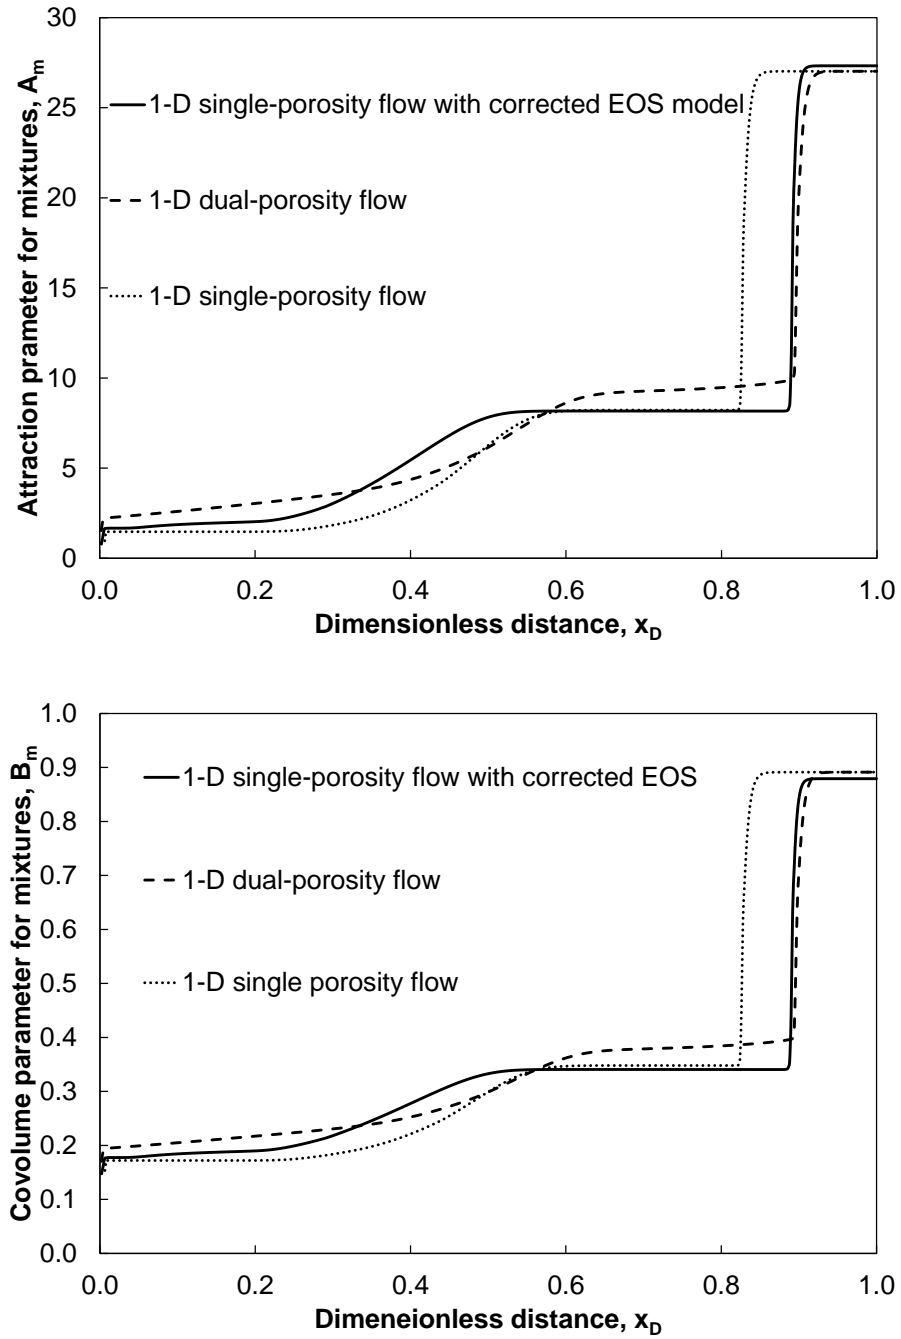 30
25
20
15
10
5
0
Attraction prameter for mixtures, Am
1-D single-porosity flow with corrected EOS model
1-D dual-porosity flow
1-D single-porosity flow
0.0 0.2 0.4 0.6 0.8 1.0
Dimensionless distance, xD
1.0
0.9
0.8
0.7
0.6
0.5
0.4
0.3
0.2
0.1
0.0
Covolume parameter for mixtures, Bm
1-D single-porosity flow with corrected EOS
1-D dual-porosity flow
1-D single porosity flow
0.0 0.2 0.4 0.6 0.8 1.0
Dimeneionless distance, xD